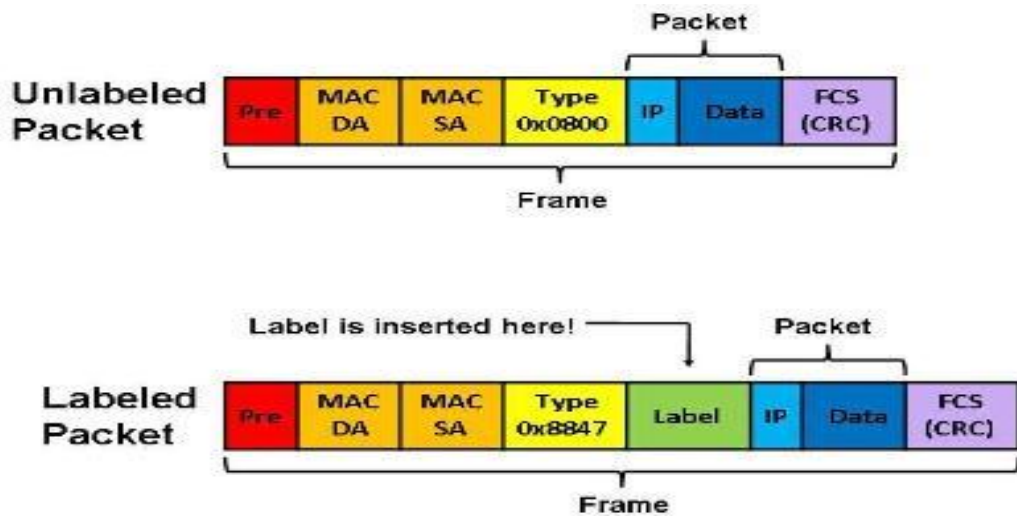 Packet
Unlabeled
Packet
Pre
MAC
DA
MAC
SA
Type
0x0800
IP
Data
FCS
(CRC)
Frame
Label is inserted here!
Packet
Labeled
Packet
Pre
MAC
DA
MAC
SA
Type
0x8847
Label
IP
Data
FCS
(CRC)
Frame